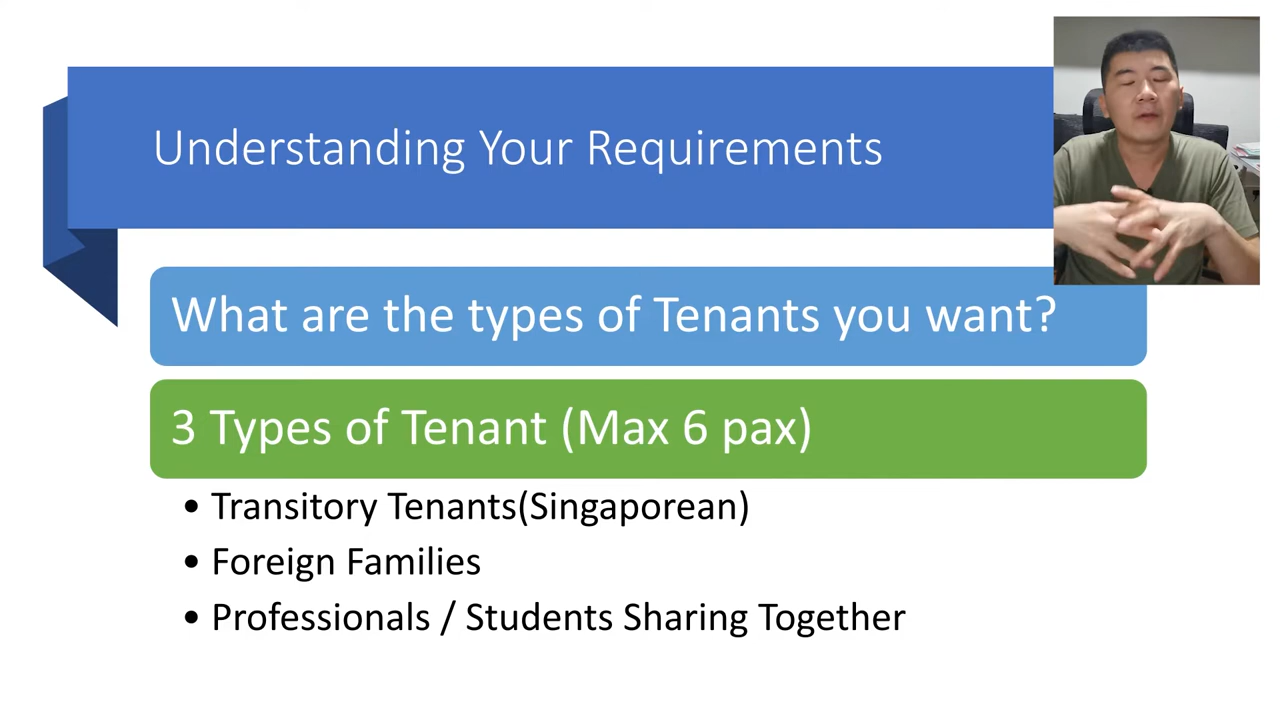 Understanding Your Requirements
What are the types of Tenants you want?
3 Types of Tenant (Max 6 pax)
• Transitory Tenants(Singaporean)
• Foreign Families
• Professionals / Students Sharing Together